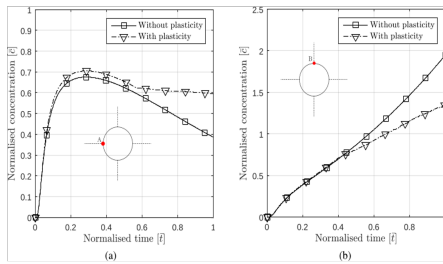 (a)
Without plasticity
With plasticity
A
Normalised concentration [c̄]
1
0.9
0.8
0.7
0.6
0.5
0.4
0.3
0.2
0.1
0
0
0.2
0.4
0.6
0.8
1
Normalised time [t̄]
(a)
(b)
Without plasticity
With plasticity
B
Normalised concentration [c̄]
2.5
2
1.5
1
0.5
0
0
0.2
0.4
0.6
0.8
1
Normalised time [t̄]
(b)